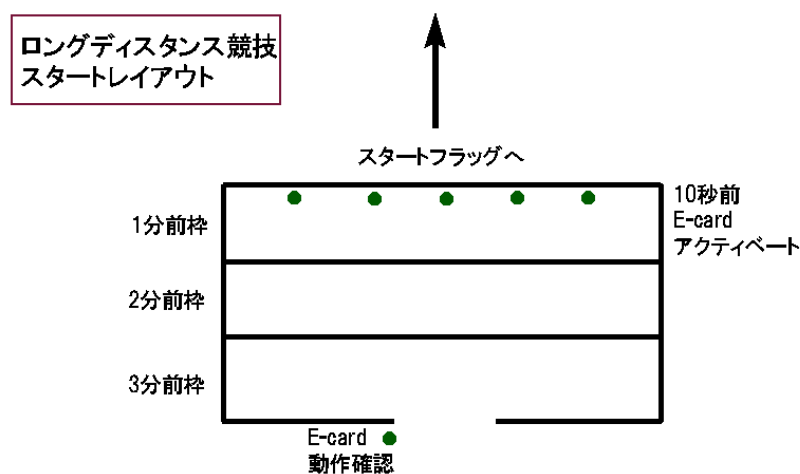 ロングディスタンス競技
スタートレイアウト
スタートフラッグへ
1分前枠
10秒前
E-card
アクティベート
2分前枠
3分前枠
E-card
動作確認